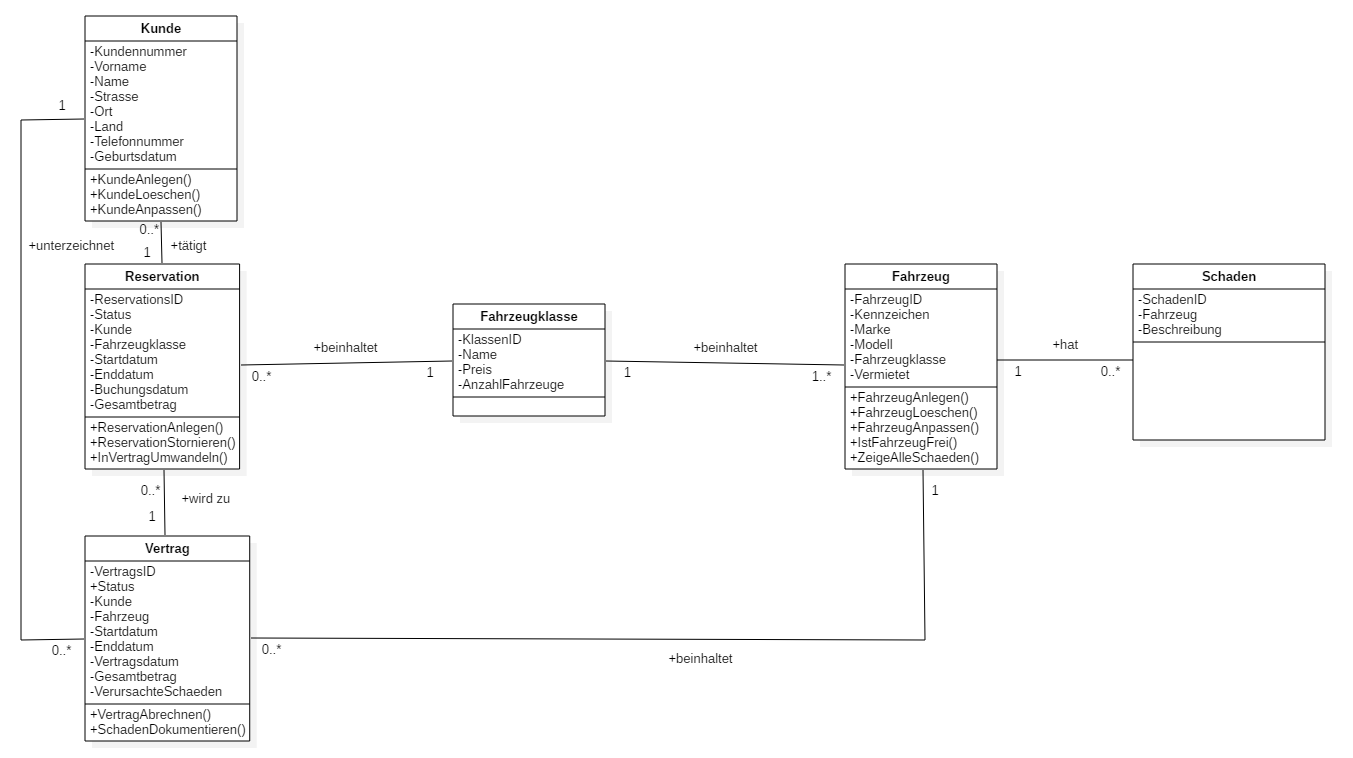 Kunde
-Kundennummer
-Vorname
-Name
-Strasse
-Ort
-Land
-Telefonnummer
-Geburtsdatum
+KundeAnlegen()
+KundeLoeschen()
+KundeAnpassen()
1
0..*
+unterzeichnet
1
+tätigt
Reservation
-ReservationsID
-Status
-Kunde
-Fahrzeugklasse
-Startdatum
-Enddatum
-Buchungsdatum
-Gesamtbetrag
+ReservationAnlegen()
+ReservationStornieren()
+InVertragUmwandeln()
+beinhaltet
0..*
1
Fahrzeugklasse
-KlassenID
-Name
-Preis
-AnzahlFahrzeuge
+beinhaltet
1
1..*
Fahrzeug
-FahrzeugID
-Kennzeichen
-Marke
-Modell
-Fahrzeugklasse
-Vermietet
+FahrzeugAnlegen()
+FahrzeugLoeschen()
+FahrzeugAnpassen()
+IstFahrzeugFrei()
+ZeigeAlleSchaeden()
+hat
1
0..*
Schaden
-SchadenID
-Fahrzeug
-Beschreibung
0..*
+wird zu
1
1
Vertrag
-VertragsID
+Status
-Kunde
-Fahrzeug
-Startdatum
-Enddatum
-Vertragsdatum
-Gesamtbetrag
-VerursachteSchaeden
+VertragAbrechnen()
+SchadenDokumentieren()
0..*
0..*
+beinhaltet